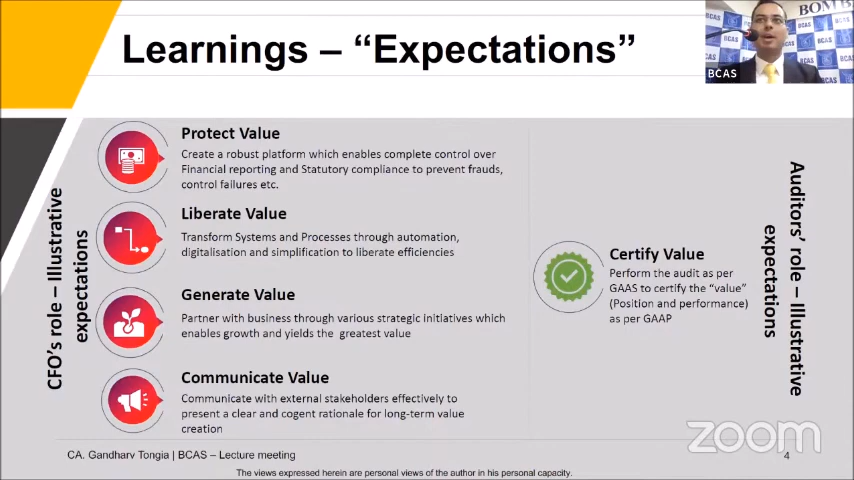 Learnings – “Expectations”
BOMB
BCAS
BCAS
BCAS
BCAS
CFO’s role – Illustrative
expectations
Protect Value
Create a robust platform which enables complete control over
Financial reporting and Statutory compliance to prevent frauds,
control failures etc.
Liberate Value
Transform Systems and Processes through automation,
digitalisation and simplification to liberate efficiencies
Generate Value
Partner with business through various strategic initiatives which
enables growth and yields the greatest value
Communicate Value
Communicate with external stakeholders effectively to
present a clear and cogent rationale for long-term value
creation
Certify Value
Perform the audit as per
GAAS to certify the “value”
(Position and performance)
as per GAAP
Auditors’ role – Illustrative
expectations
zoom
CA. Gandharv Tongia | BCAS – Lecture meeting
4
The views expressed herein are personal views of the author in his personal capacity.